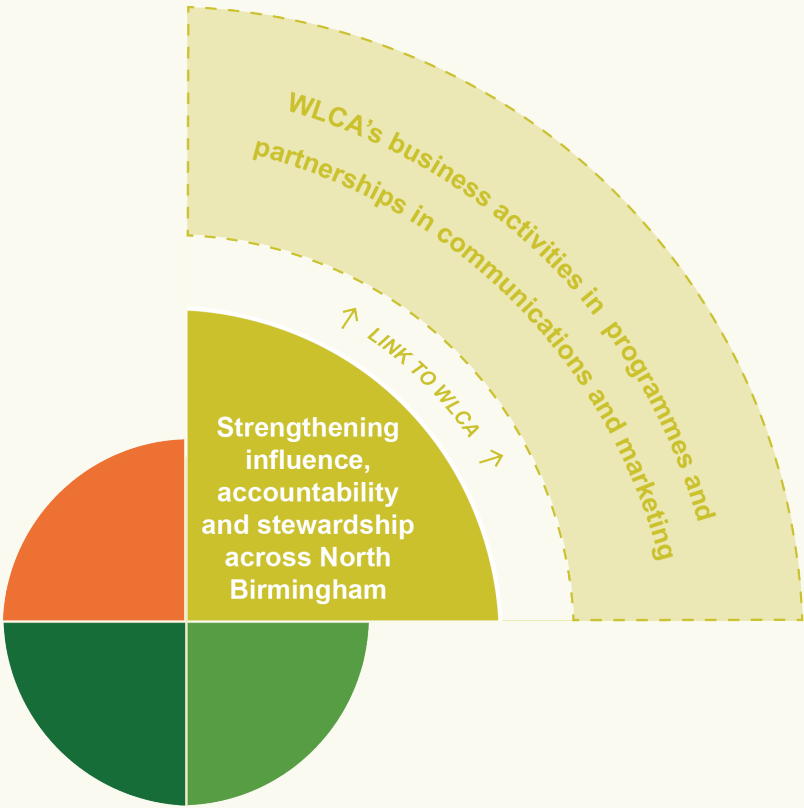 WLCA's business activities in programmes and
partnerships in communications and marketing
↑ LINK TO WLCA ↑
Strengthening
influence,
accountability
and stewardship
across North
Birmingham